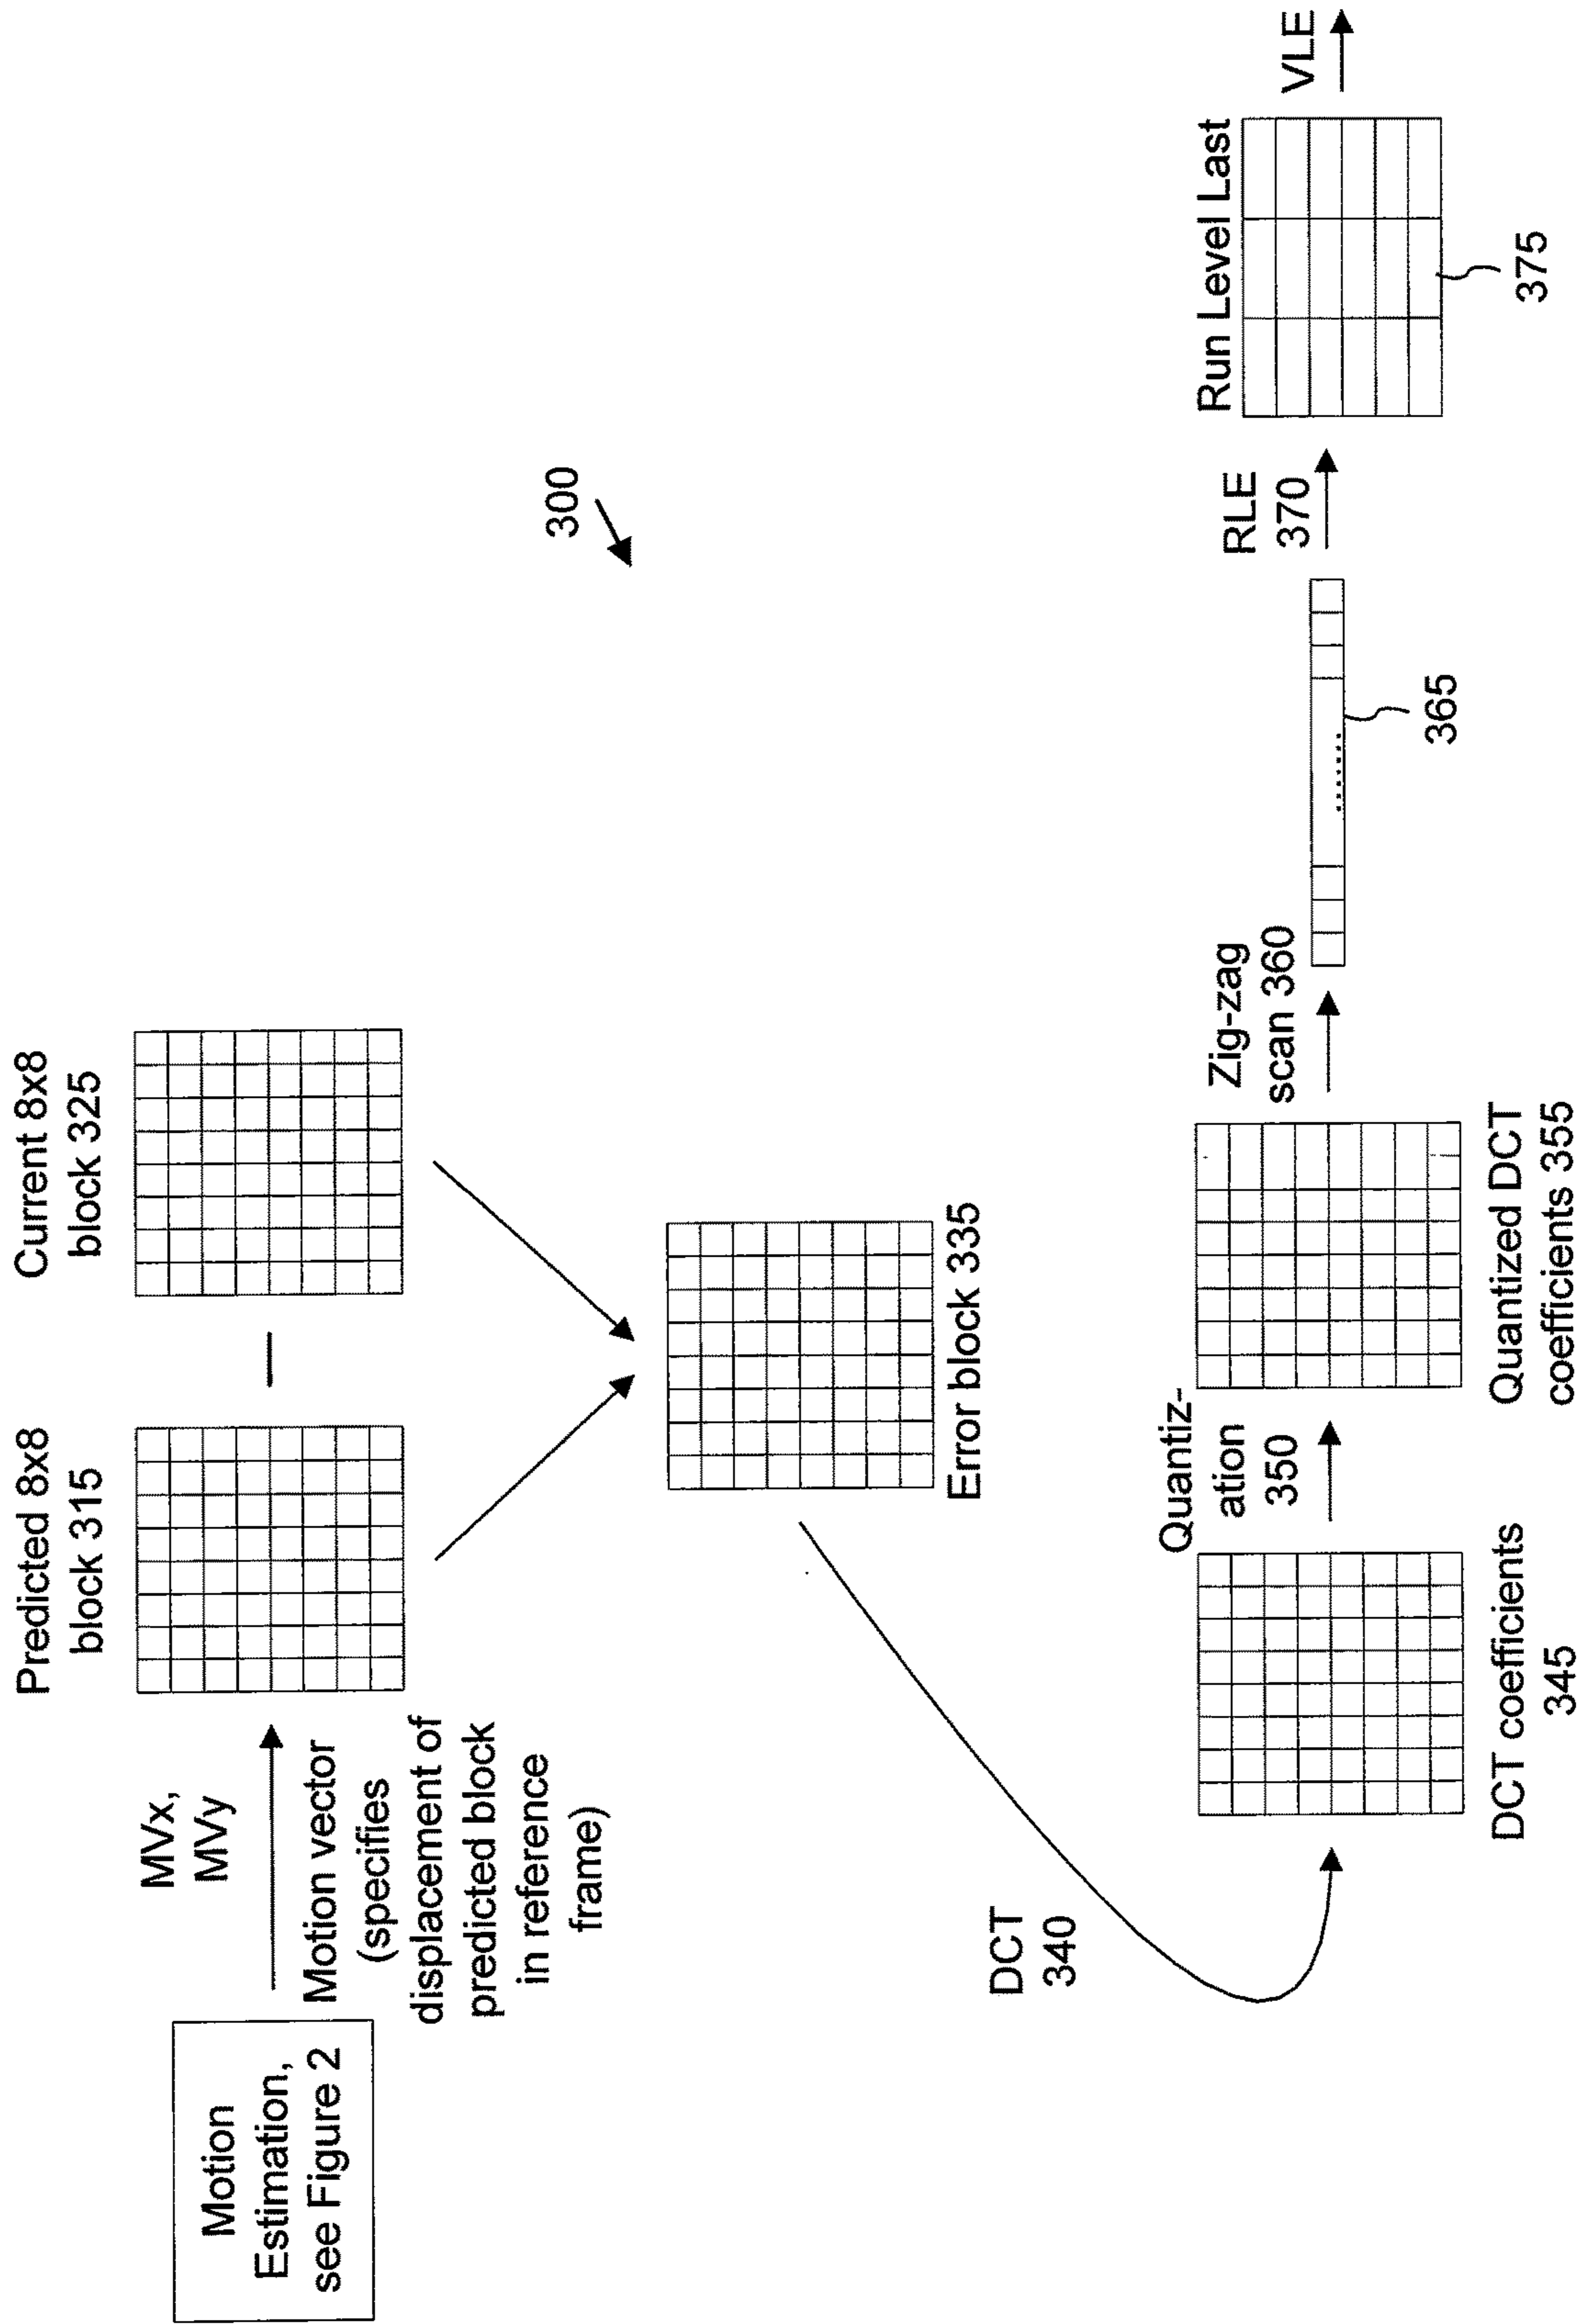 Motion
Estimation,
see Figure 2
MVx,
MVy
Motion vector
(specifies
displacement of
predicted block
in reference
frame)
Predicted 8x8
block 315
Current 8x8
block 325
Error block 335
300
DCT
340
DCT coefficients
345
Quantiz-
ation
350
Quantized DCT
coefficients 355
Zig-zag
scan 360
365
RLE
370
Run Level Last
375
VLE